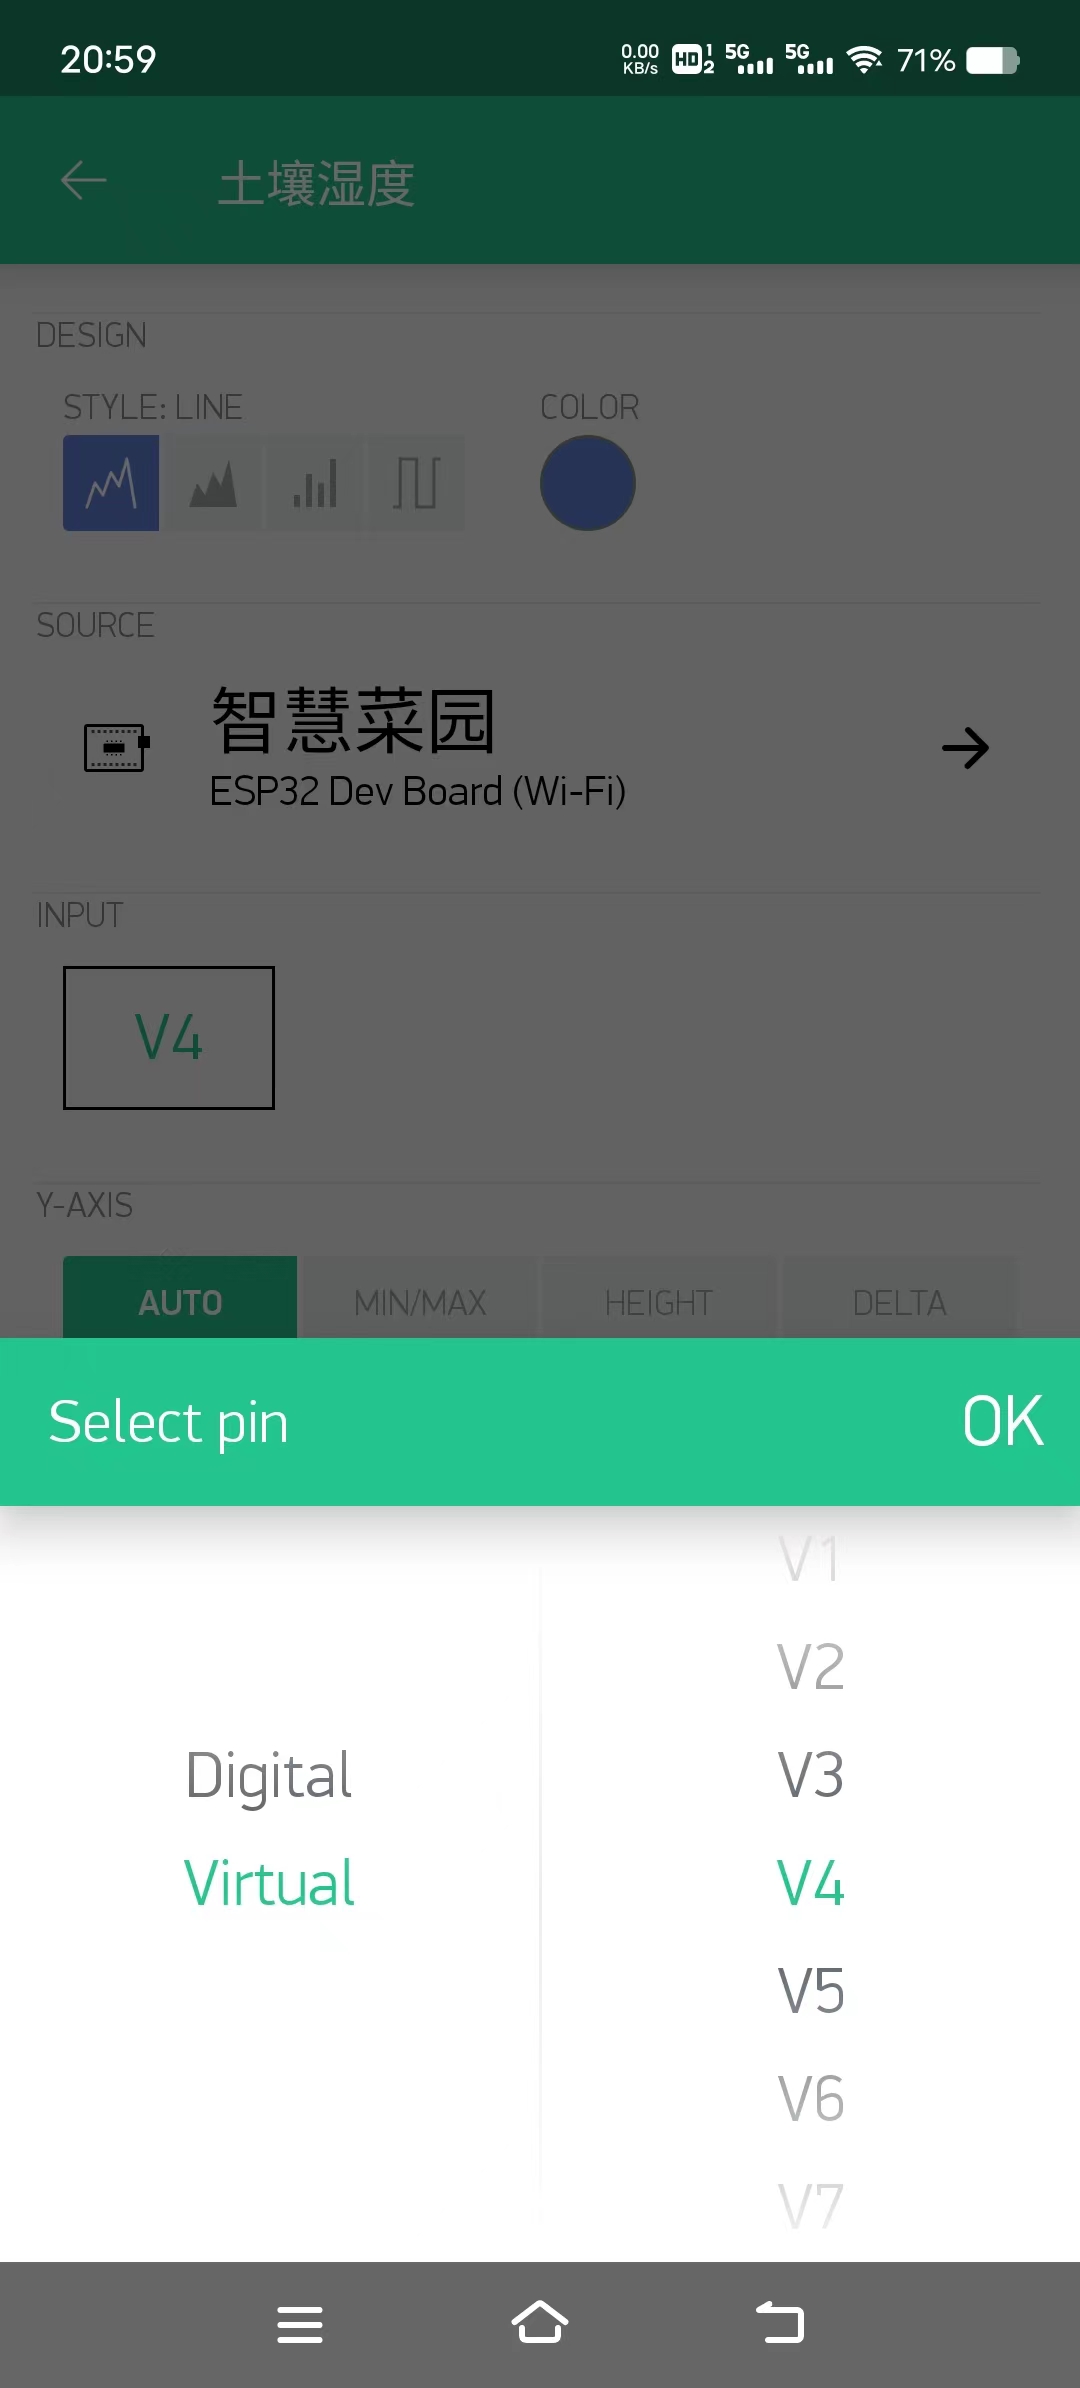 20:59
0.00 KB/s HD 1 2 5G 5G 71%
土壤湿度
DESIGN
STYLE: LINE COLOR
SOURCE
智慧菜园
ESP32 Dev Board (Wi-Fi)
INPUT
V4
Y-AXIS
AUTO MIN/MAX HEIGHT DELTA
Select pin OK
V1
V2
Digital V3
Virtual V4
V5
V6
V7